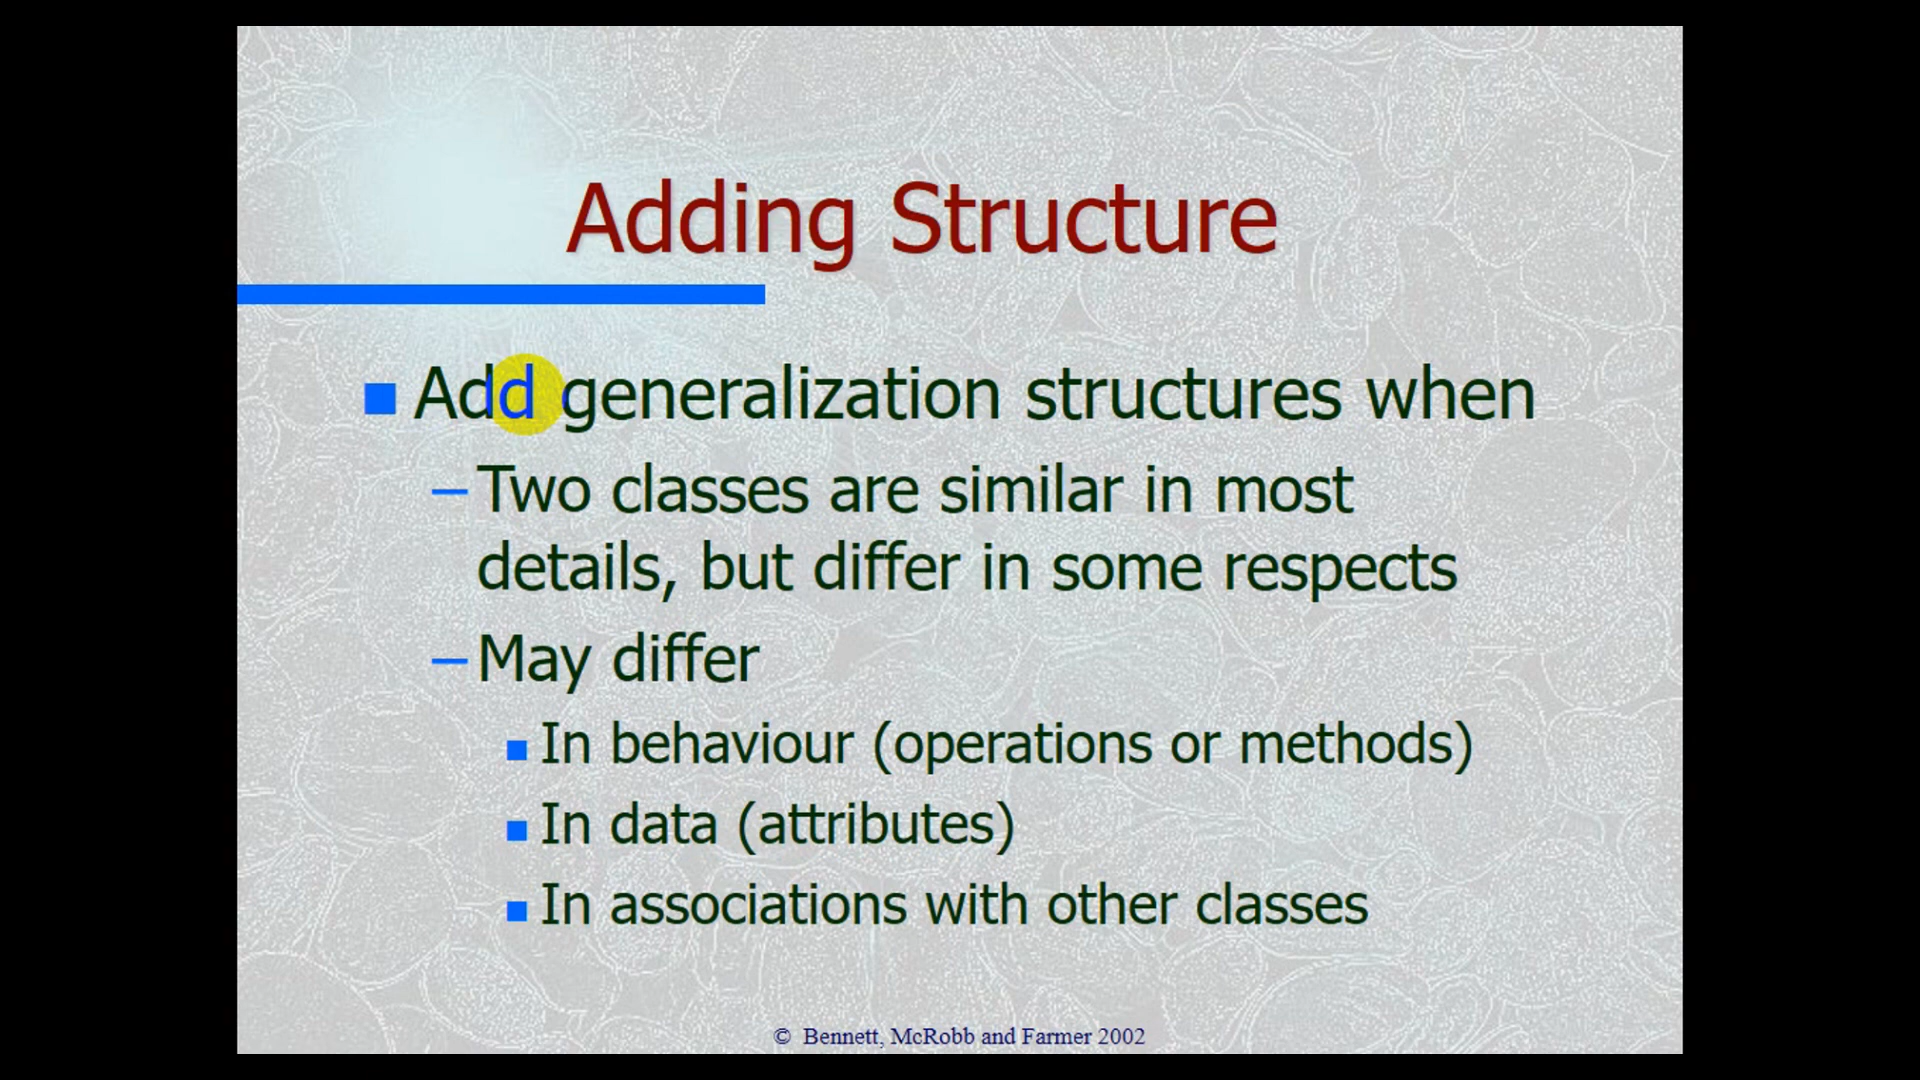 Adding Structure
Add generalization structures when
–Two classes are similar in most
details, but differ in some respects
–May differ
In behaviour (operations or methods)
In data (attributes)
In associations with other classes
© Bennett, McRobb and Farmer 2002